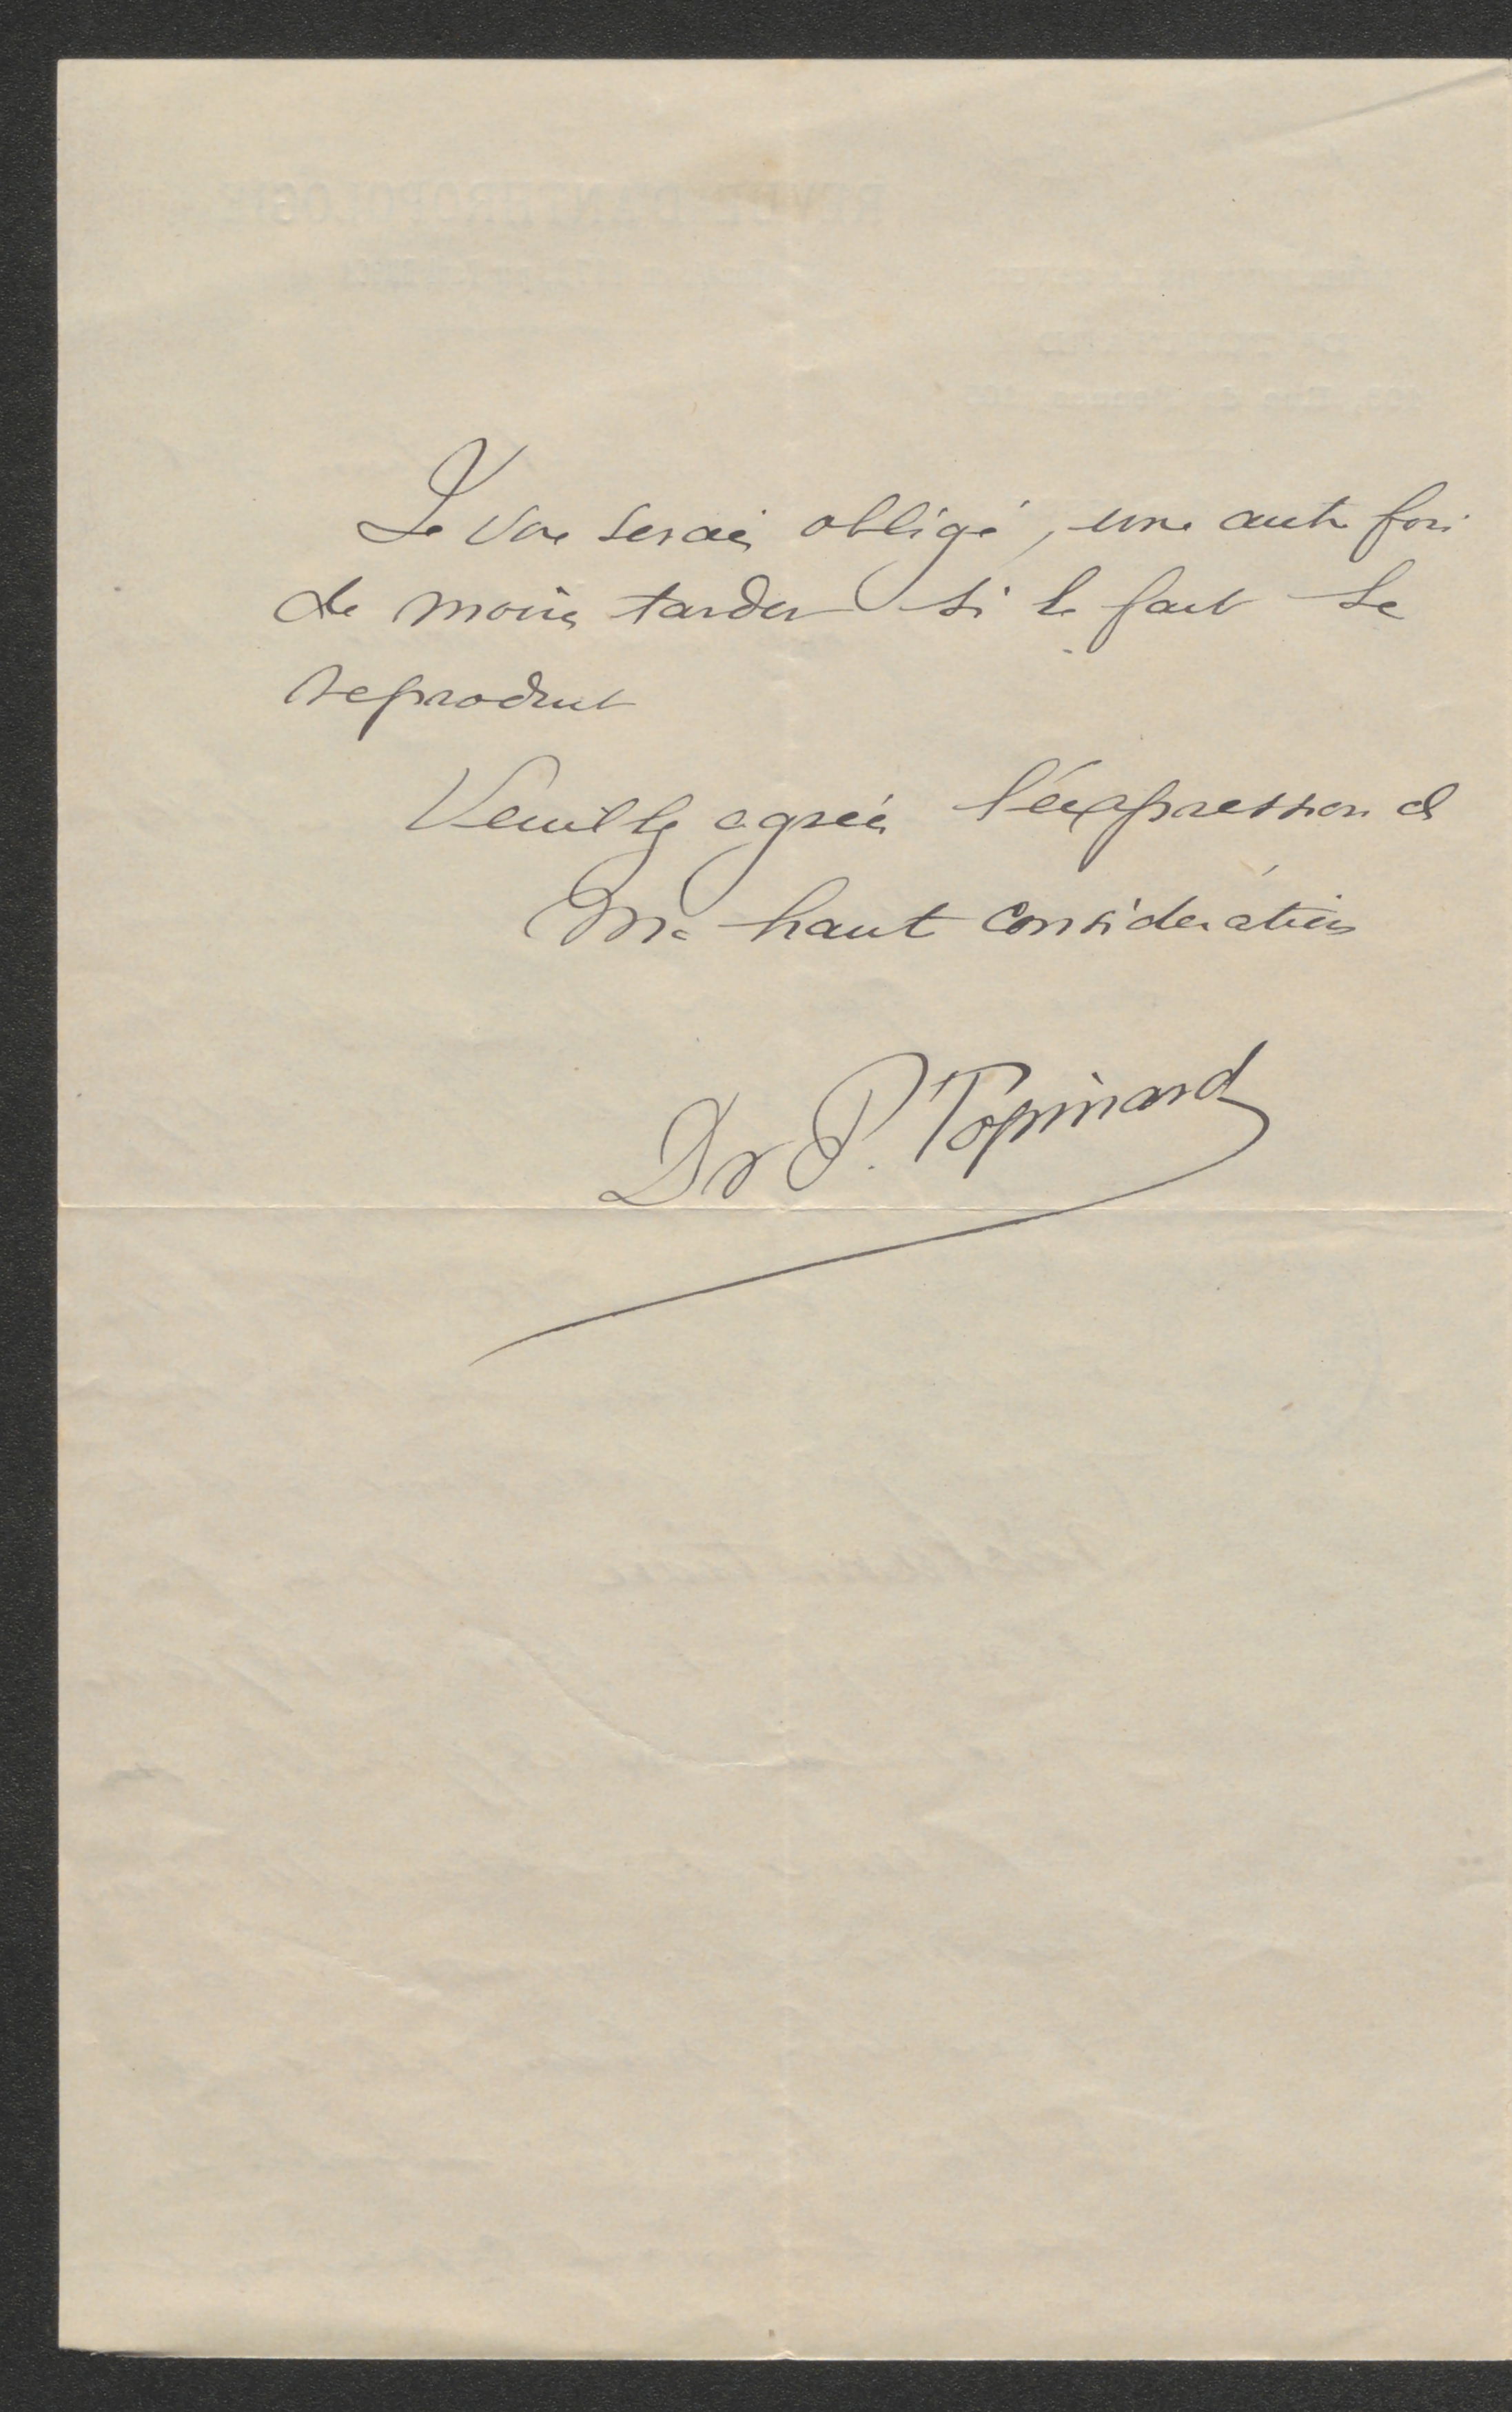 Je vous serais obligé, une autre fois
de moins tarder si le fait se
reproduit
Veuillez agréer l'expression de
ma haute considération
Dr P. Topinard